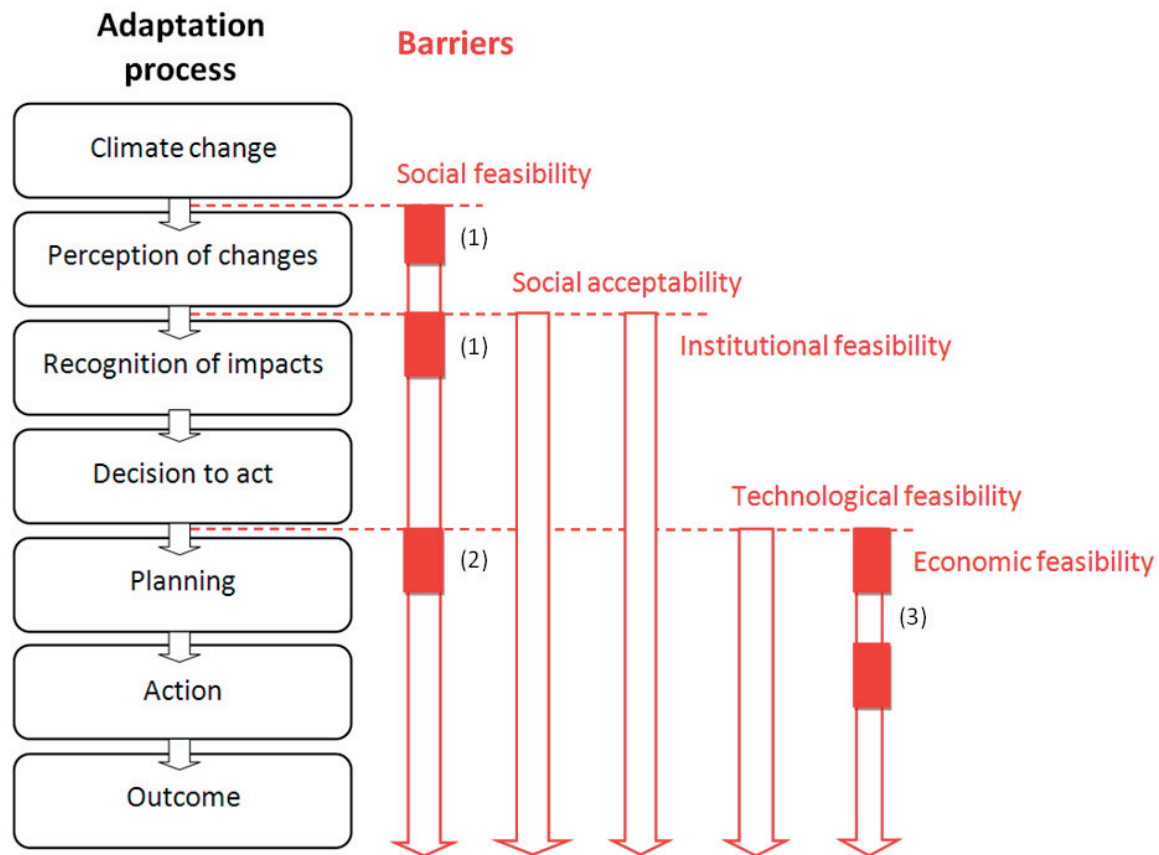 Adaptation
process
Barriers
Climate change
Social feasibility
Perception of changes
(1)
Social acceptability
Recognition of impacts
(1)
Institutional feasibility
Decision to act
Technological feasibility
Planning
(2)
Economic feasibility
(3)
Action
Outcome